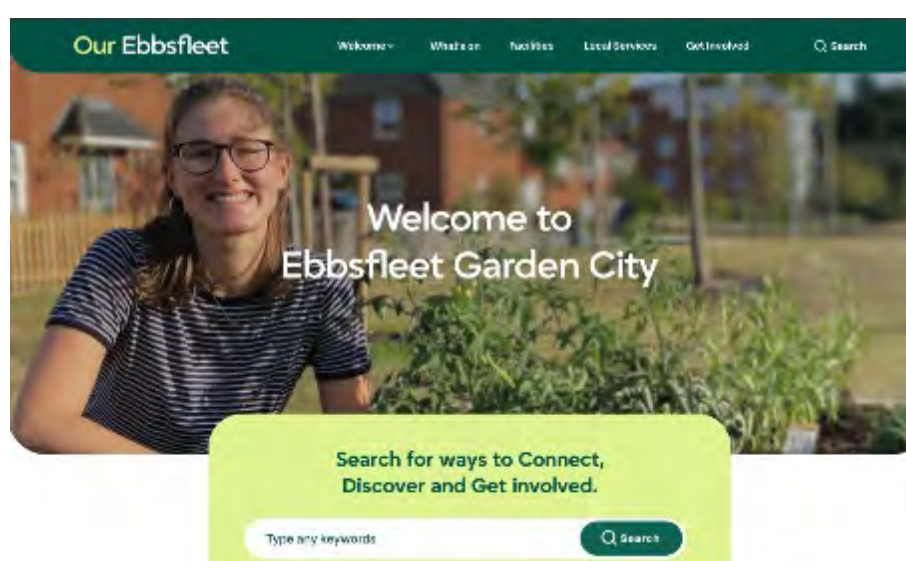 Our Ebbsfleet
Welcome
What's on
Facilities
Local Services
Get Involved
Search
Welcome to
Ebbsfleet Garden City
Search for ways to Connect,
Discover and Get involved.
Type any keywords
Search